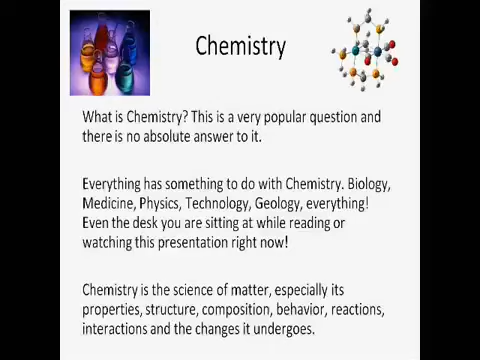 Chemistry
What is Chemistry? This is a very popular question and
there is no absolute answer to it.
Everything has something to do with Chemistry. Biology,
Medicine, Physics, Technology, Geology, everything!
Even the desk you are sitting at while reading or
watching this presentation right now!
Chemistry is the science of matter, especially its
properties, structure, composition, behavior, reactions,
interactions and the changes it undergoes.